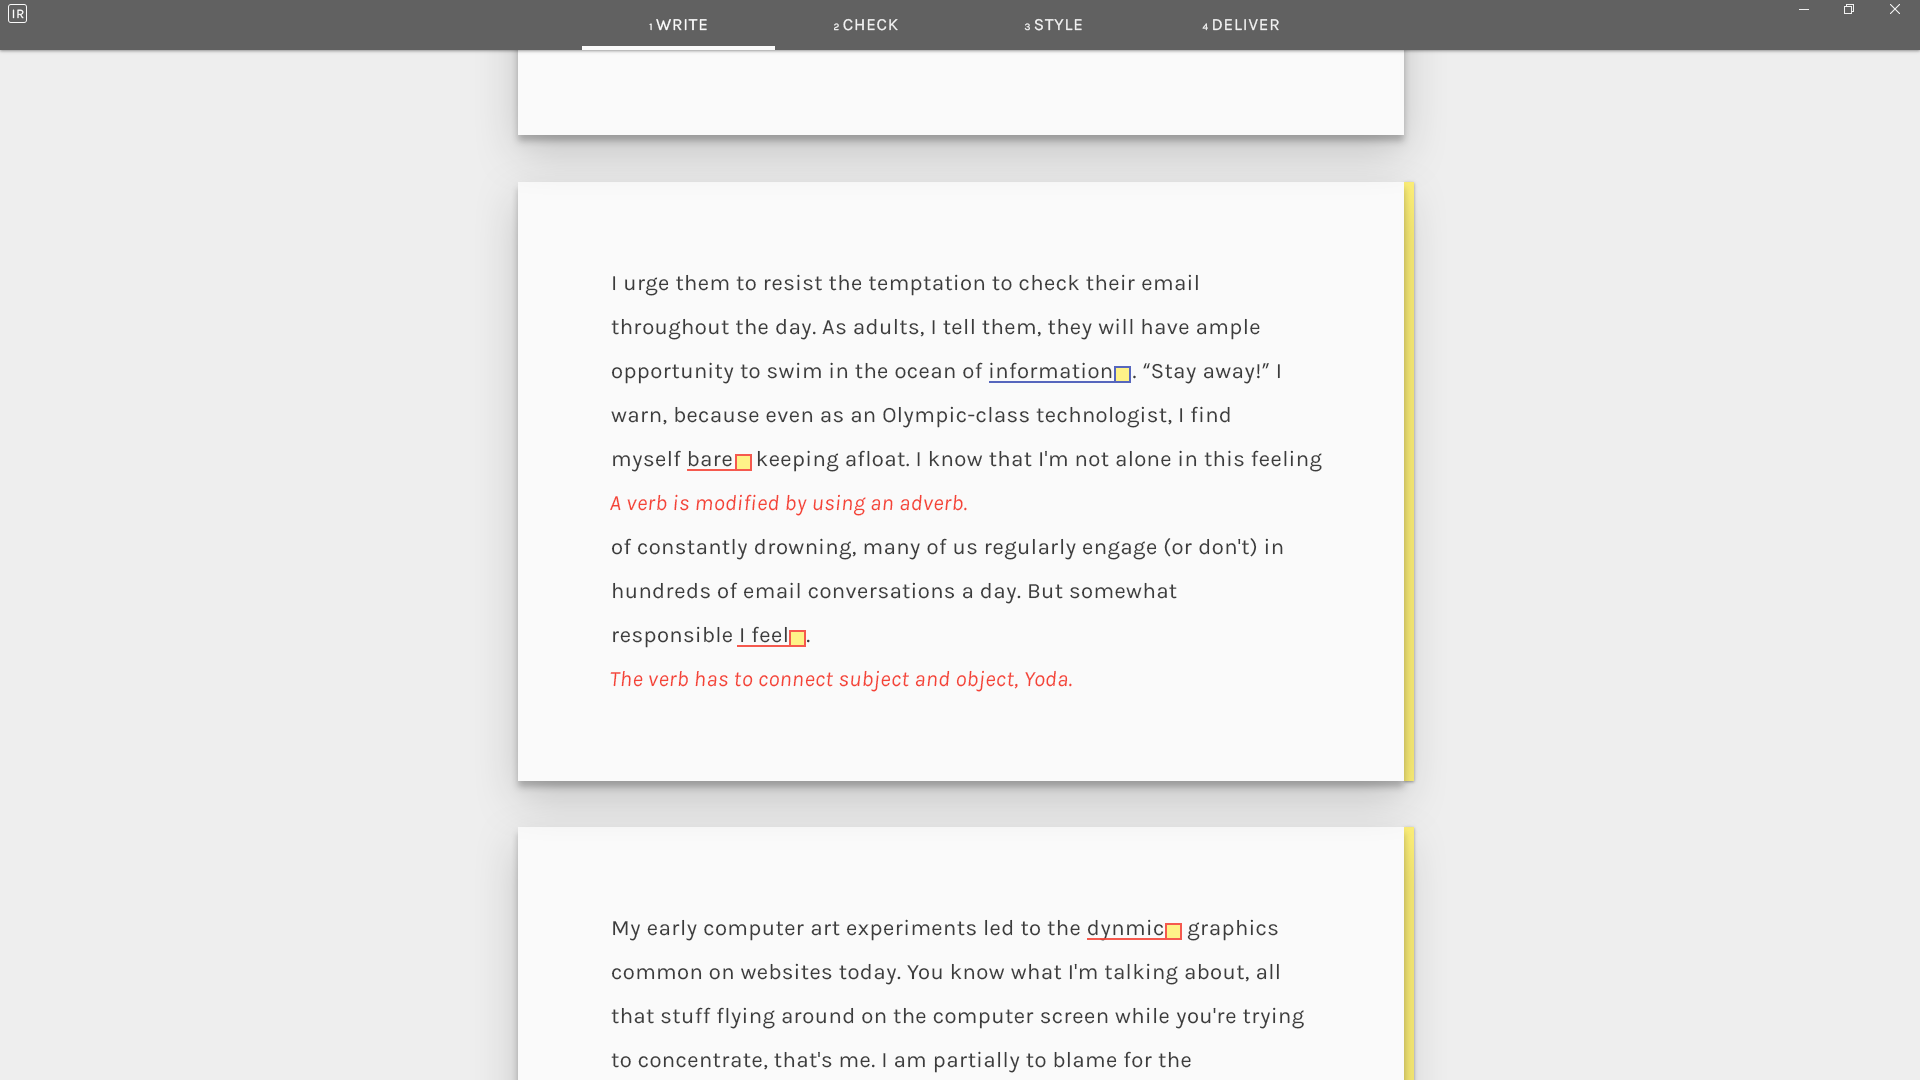 IR
1 WRITE
2 CHECK
3 STYLE
4 DELIVER
I urge them to resist the temptation to check their email
throughout the day. As adults, I tell them, they will have ample
opportunity to swim in the ocean of information. “Stay away!” I
warn, because even as an Olympic-class technologist, I find
myself bare keeping afloat. I know that I'm not alone in this feeling
A verb is modified by using an adverb.
of constantly drowning, many of us regularly engage (or don't) in
hundreds of email conversations a day. But somewhat
responsible I feel.
The verb has to connect subject and object, Yoda.
My early computer art experiments led to the dynmic graphics
common on websites today. You know what I'm talking about, all
that stuff flying around on the computer screen while you're trying
to concentrate, that's me. I am partially to blame for the